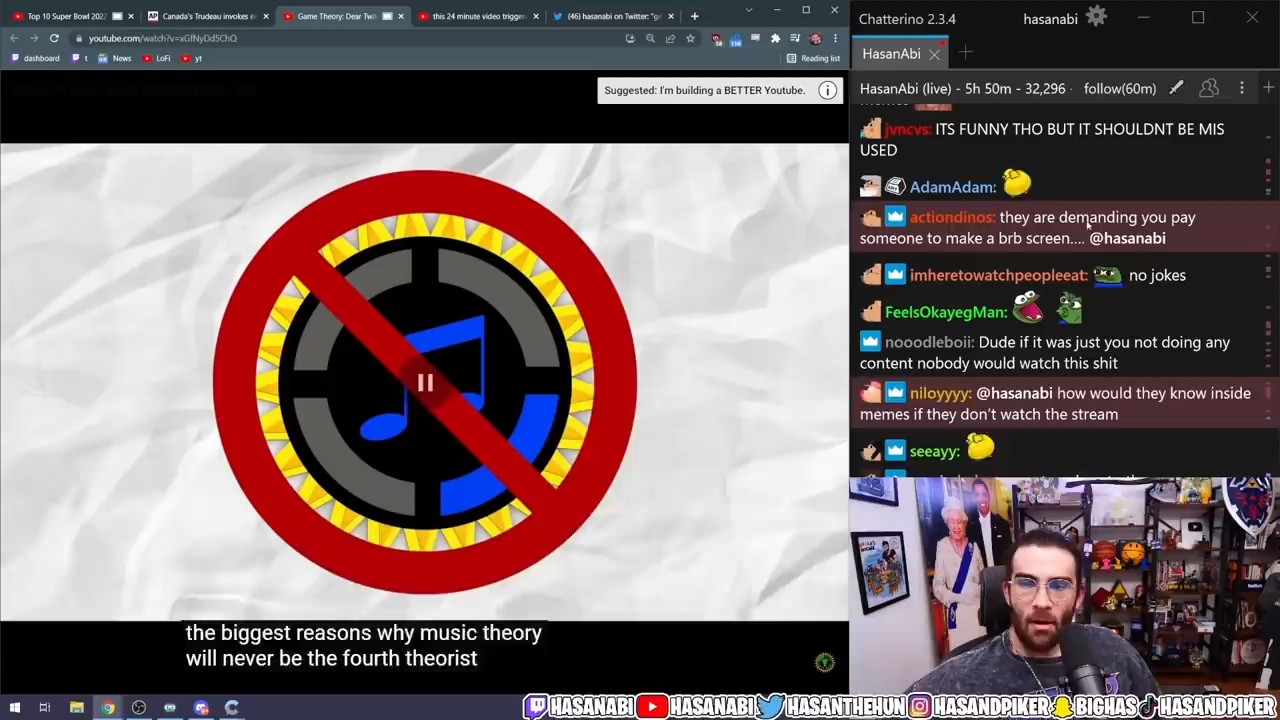 Top 10 Super Bowl 2022
Canada's Trudeau invokes e
Game Theory: Dear Twit
this 24 minute video trigger
(46) hasanabi on Twitter: "ge
youtube.com/watch?v=xGfNyDd5ChQ
dashboard
t
News
LoFi
yt
Reading list
Suggested: I'm building a BETTER Youtube.
the biggest reasons why music theory
will never be the fourth theorist
Chatterino 2.3.4
hasanabi
HasanAbi
HasanAbi (live) - 5h 50m - 32,296
follow(60m)
jvncvs: ITS FUNNY THO BUT IT SHOULDNT BE MIS
USED
AdamAdam:
actiondinos: they are demanding you pay
someone to make a brb screen.... @hasanabi
imheretowatchpeopleeat: no jokes
FeelsOkayegMan:
nooodleboii: Dude if it was just you not doing any
content nobody would watch this shit
niloyyyy: @hasanabi how would they know inside
memes if they don't watch the stream
seeayy:
HASANABI HASANABI HASANTHEHUN HASANDPIKER BIGHAS HASANDPIKER